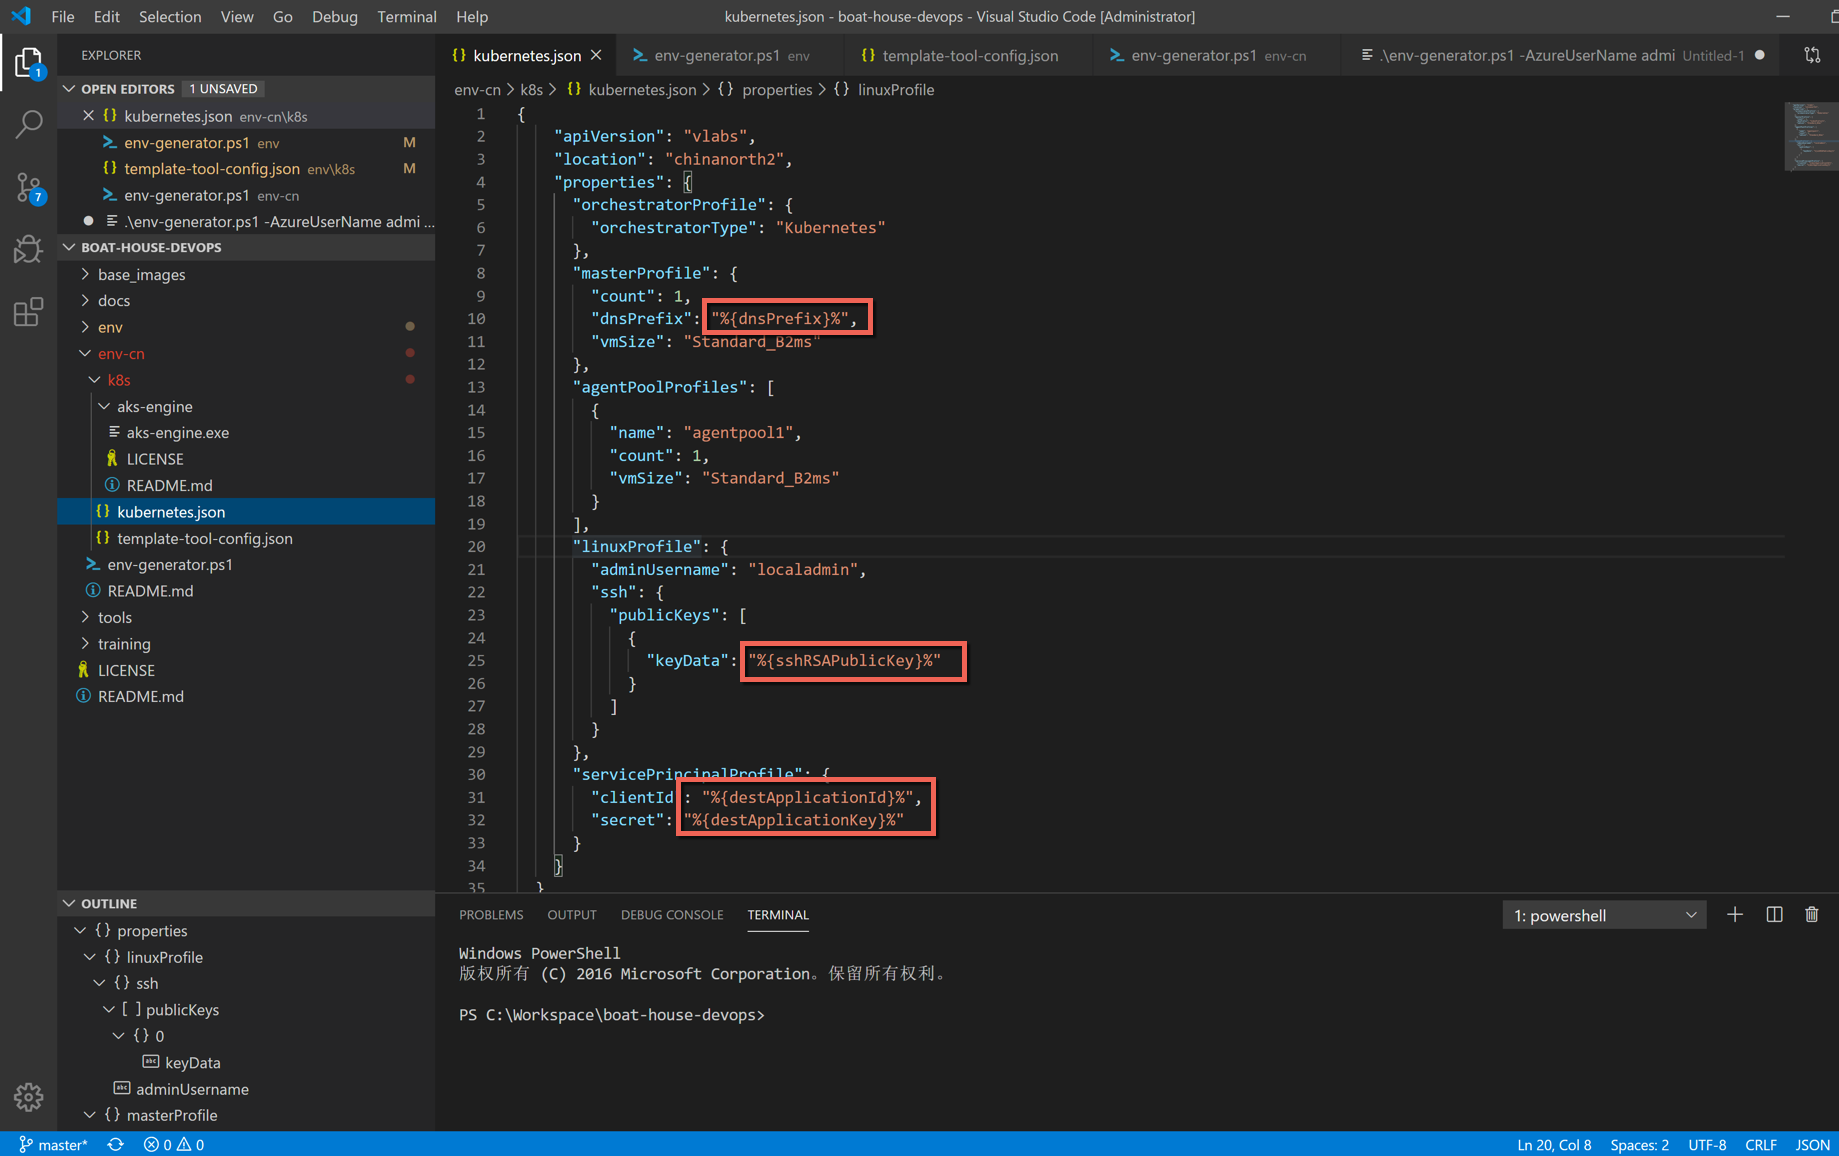 File Edit Selection View Go Debug Terminal Help
kubernetes.json - boat-house-devops - Visual Studio Code [Administrator]
EXPLORER
OPEN EDITORS 1 UNSAVED
kubernetes.json env-cn\k8s
env-generator.ps1 env M
template-tool-config.json env\k8s M
env-generator.ps1 env-cn
.\env-generator.ps1 -AzureUserName admi ...
BOAT-HOUSE-DEVOPS
base_images
docs
env
env-cn
k8s
aks-engine
aks-engine.exe
LICENSE
README.md
kubernetes.json
template-tool-config.json
env-generator.ps1
README.md
tools
training
LICENSE
README.md
OUTLINE
{} properties
{} linuxProfile
{} ssh
[ ] publicKeys
{} 0
keyData
adminUsername
{} masterProfile
1
7
{} kubernetes.json
env-generator.ps1 env
{} template-tool-config.json
env-generator.ps1 env-cn
.\env-generator.ps1 -AzureUserName admi Untitled-1
env-cn > k8s > {} kubernetes.json > {} properties > {} linuxProfile
1 {
2 "apiVersion": "vlabs",
3 "location": "chinanorth2",
4 "properties": {
5 "orchestratorProfile": {
6 "orchestratorType": "Kubernetes"
7 },
8 "masterProfile": {
9 "count": 1,
10 "dnsPrefix": "%{dnsPrefix}%",
11 "vmSize": "Standard_B2ms"
12 },
13 "agentPoolProfiles": [
14 {
15 "name": "agentpool1",
16 "count": 1,
17 "vmSize": "Standard_B2ms"
18 }
19 ],
20 "linuxProfile": {
21 "adminUsername": "localadmin",
22 "ssh": {
23 "publicKeys": [
24 {
25 "keyData": "%{sshRSAPublicKey}%"
26 }
27 ]
28 }
29 },
30 "servicePrincipalProfile": {
31 "clientId": "%{destApplicationId}%",
32 "secret": "%{destApplicationKey}%"
33 }
34 }
35 }
PROBLEMS OUTPUT DEBUG CONSOLE TERMINAL
1: powershell
Windows PowerShell
版权所有 (C) 2016 Microsoft Corporation。保留所有权利。
PS C:\Workspace\boat-house-devops>
master* 0 0
Ln 20, Col 8 Spaces: 2 UTF-8 CRLF JSON